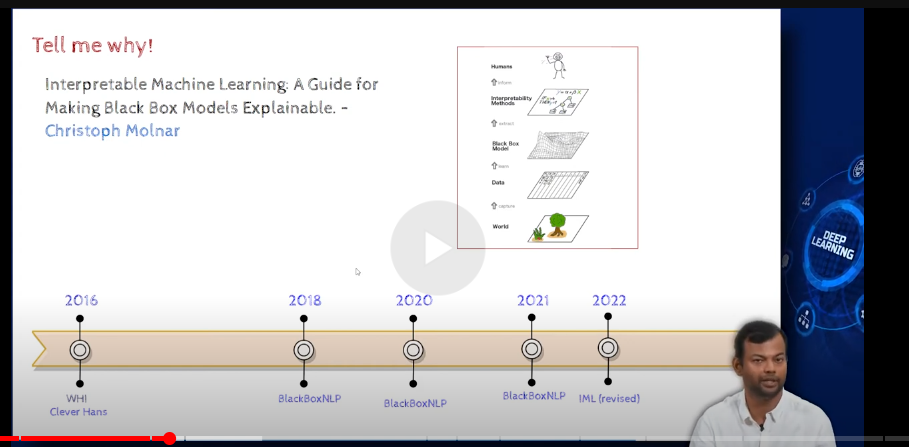 Tell me why!
Interpretable Machine Learning: A Guide for
Making Black Box Models Explainable. -
Christoph Molnar
Humans
inform
Interpretability
Methods
extract
Black Box
Model
learn
Data
capture
World
2016
2018
2020
2021
2022
WHI
Clever Hans
BlackBoxNLP
BlackBoxNLP
BlackBoxNLP
IML (revised)
DEEP
LEARNING